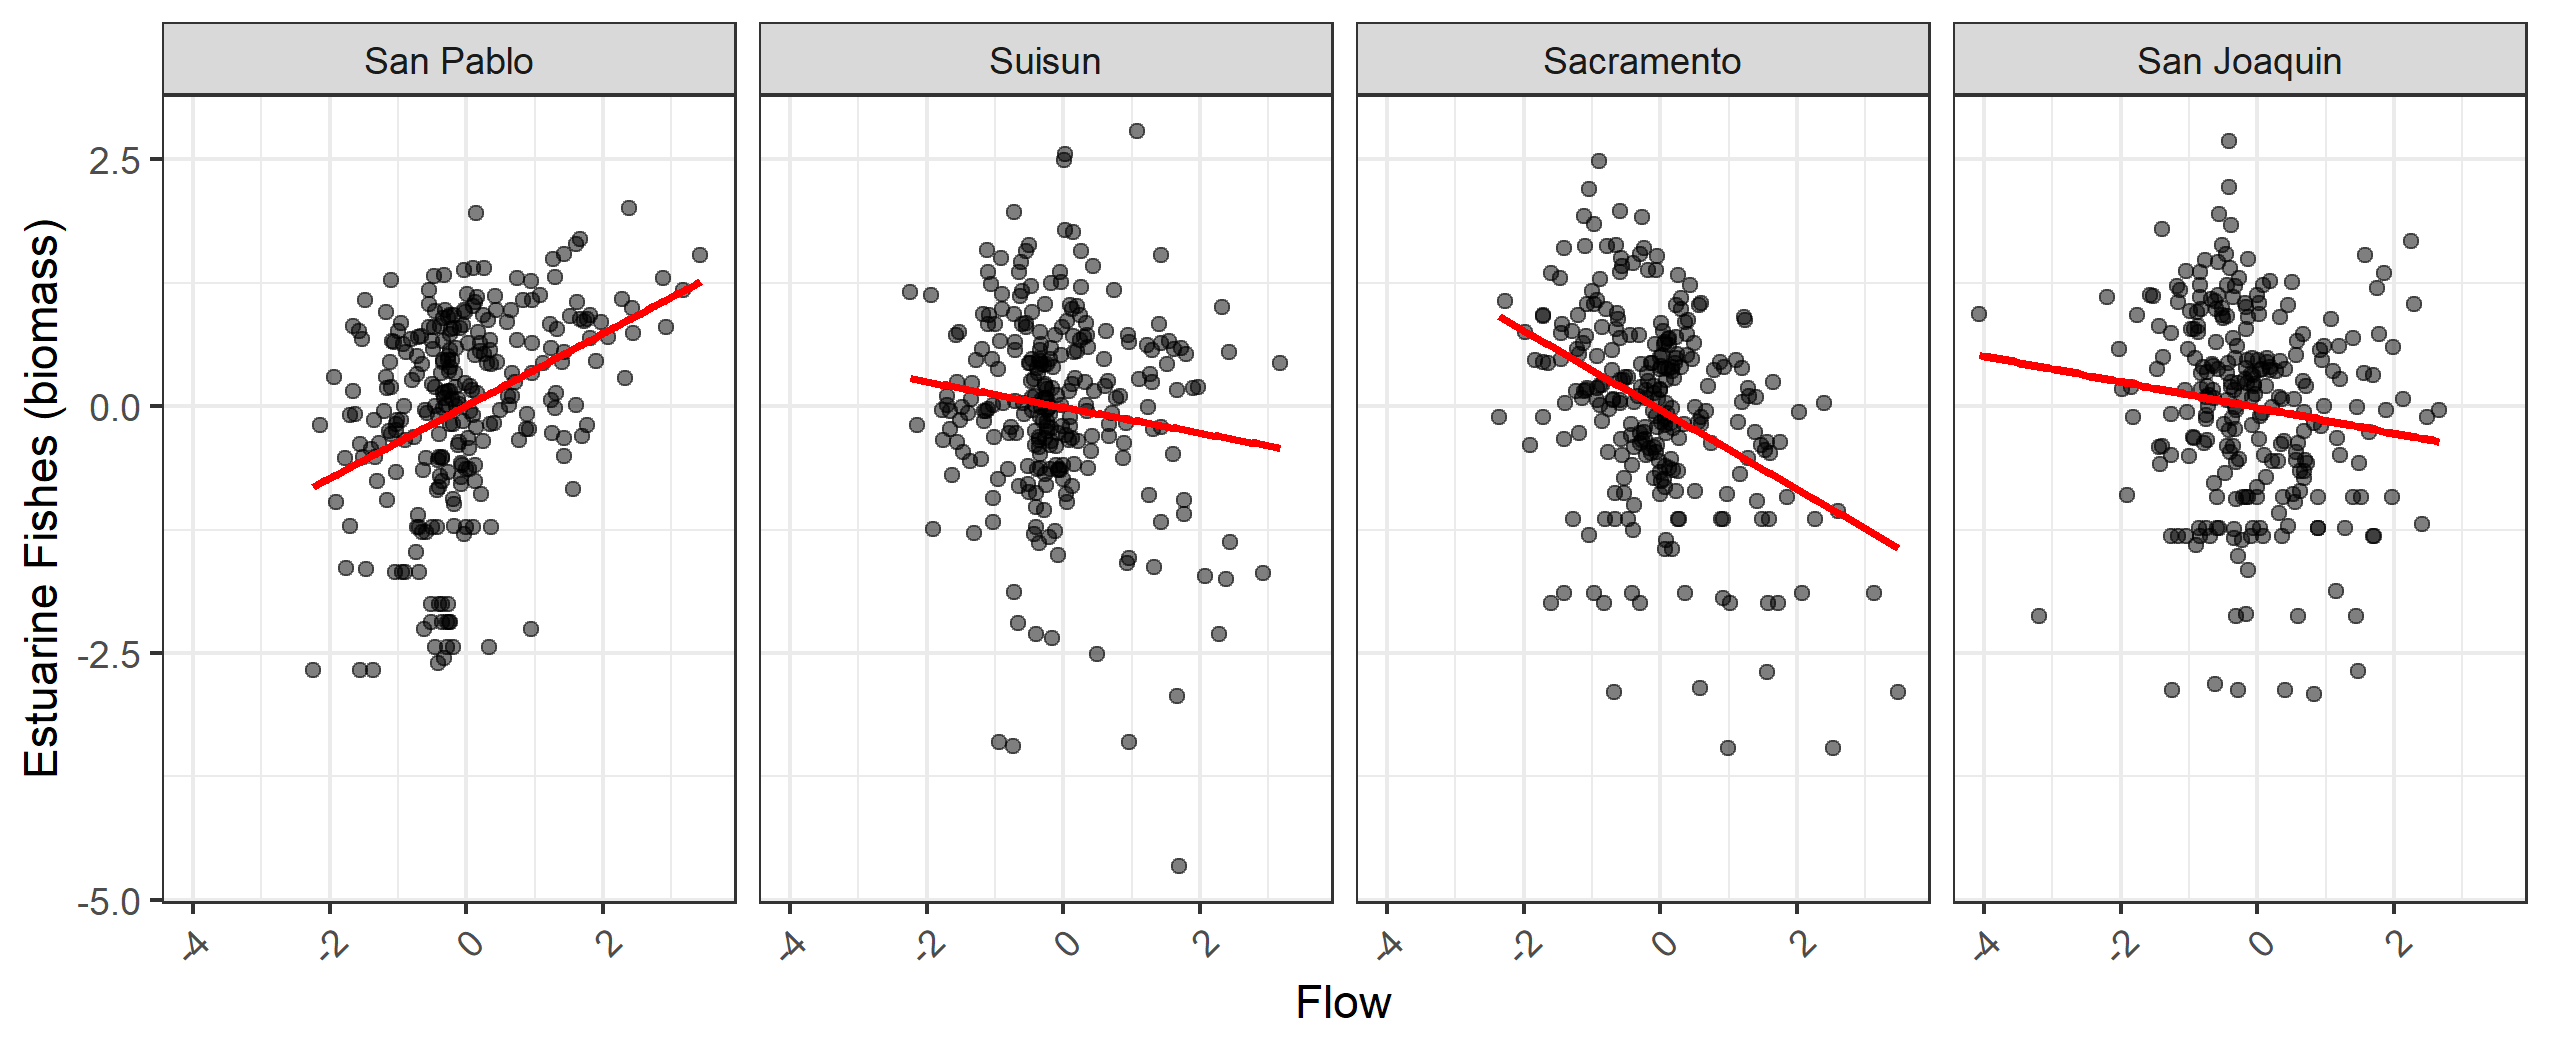 San Pablo
Suisun
Sacramento
San Joaquin
Estuarine Fishes (biomass)
2.5
0.0
-2.5
-5.0
-4 -2 0 2
-4 -2 0 2
-4 -2 0 2
-4 -2 0 2
Flow